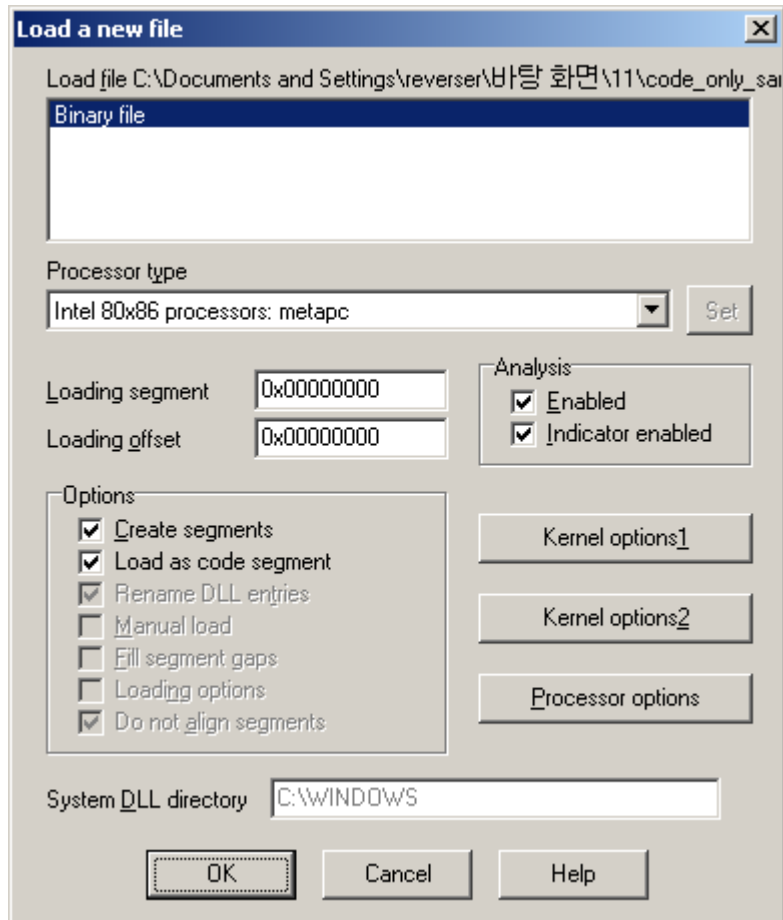 Load a new file
Load file C:\Documents and Settings\reverser\바탕 화면\11\code_only_sa
Binary file
Processor type
Intel 80x86 processors: metapc
Set
Loading segment 0x00000000
Loading offset 0x00000000
Analysis
Enabled
Indicator enabled
Options
Create segments
Load as code segment
Rename DLL entries
Manual load
Fill segment gaps
Loading options
Do not align segments
Kernel options1
Kernel options2
Processor options
System DLL directory C:\WINDOWS
OK Cancel Help